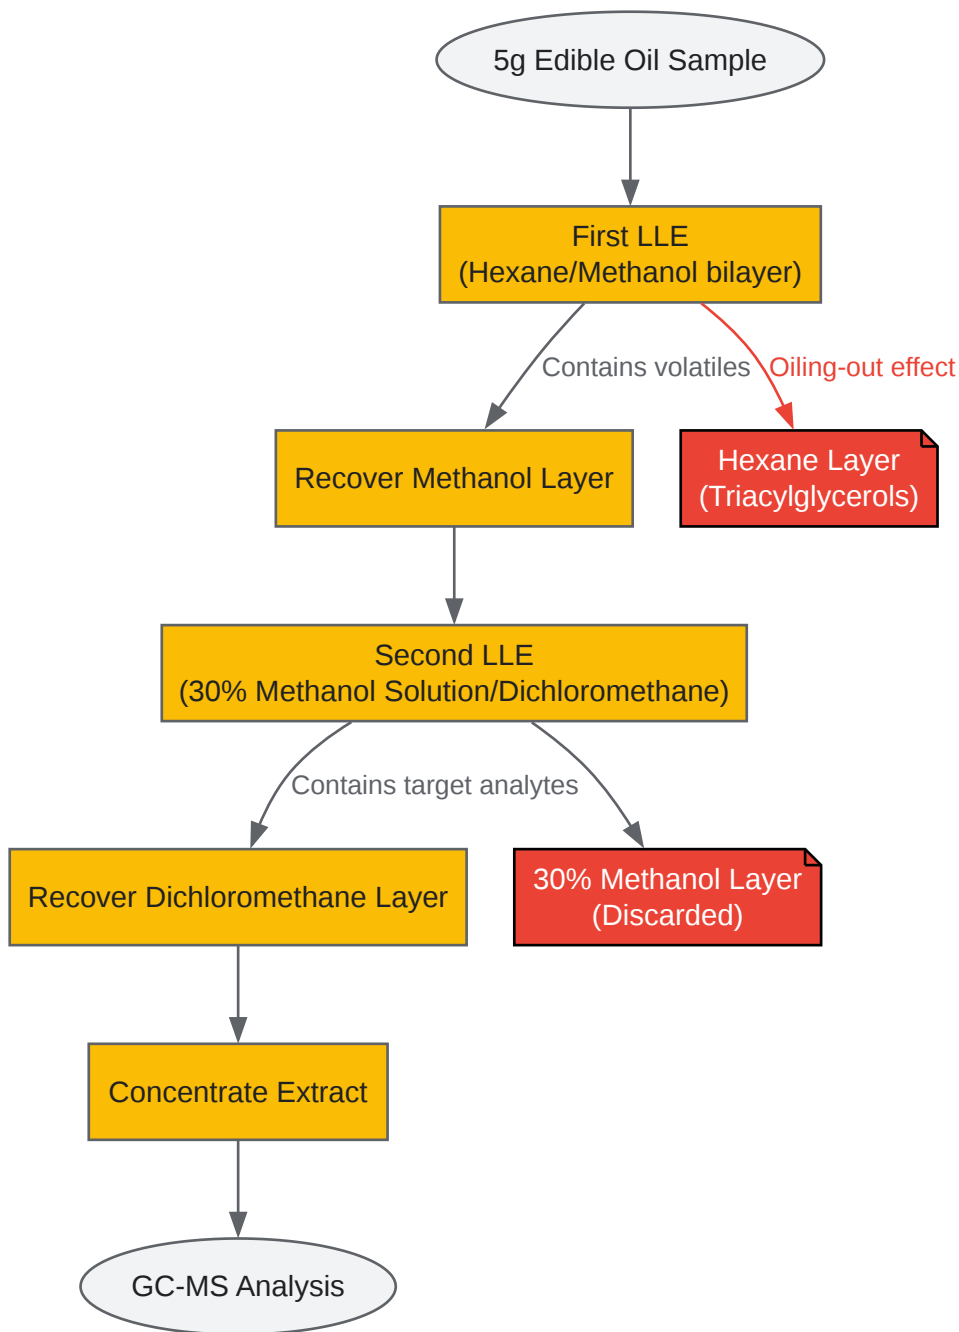 5g Edible Oil Sample
First LLE
(Hexane/Methanol bilayer)
Contains volatiles
Oiling-out effect
Recover Methanol Layer
Hexane Layer
(Triacylglycerols)
Second LLE
(30% Methanol Solution/Dichloromethane)
Contains target analytes
Recover Dichloromethane Layer
30% Methanol Layer
(Discarded)
Concentrate Extract
GC-MS Analysis